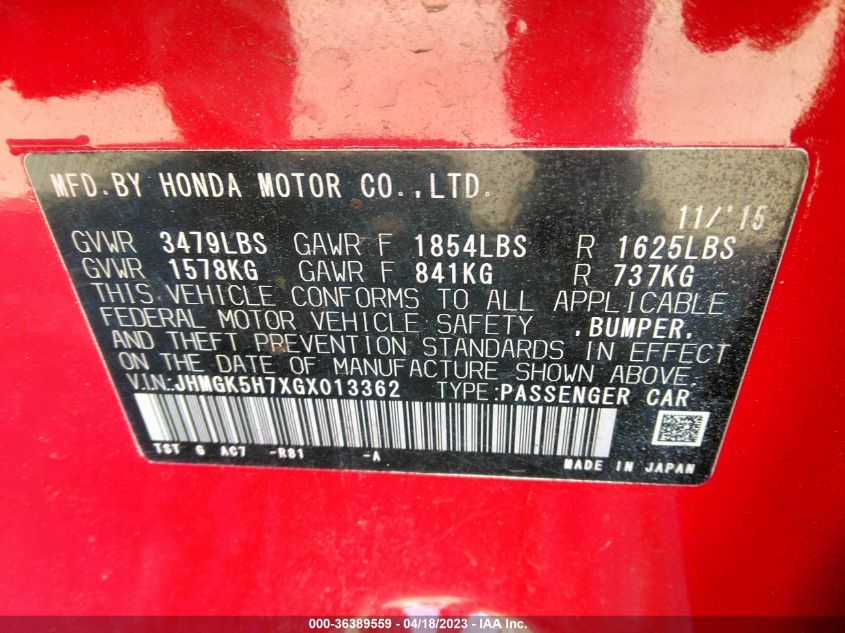 MFD.BY HONDA MOTOR CO.,LTD.
11/'15
GVWR 3479LBS GAWR F 1854LBS R 1625LBS
GVWR 1578KG GAWR F 841KG R 737KG
THIS VEHICLE CONFORMS TO ALL APPLICABLE
FEDERAL MOTOR VEHICLE SAFETY ,BUMPER,
AND THEFT PREVENTION STANDARDS IN EFFECT
ON THE DATE OF MANUFACTURE SHOWN ABOVE.
V.I.N.:JHMGK5H7XGX013362 TYPE:PASSENGER CAR
T5T G AC7 -R81 -A
MADE IN JAPAN
000-36389559 - 04/18/2023 - IAA Inc.